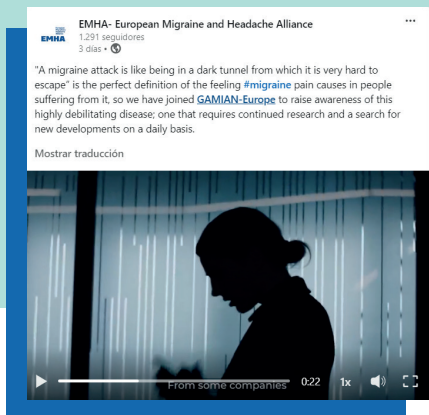 EMHA- European Migraine and Headache Alliance
EMHA
1.291 seguidores
3 días •
"A migraine attack is like being in a dark tunnel from which it is very hard to
escape" is the perfect definition of the feeling #migraine pain causes in people
suffering from it, so we have joined GAMIAN-Europe to raise awareness of this
highly debilitating disease; one that requires continued research and a search for
new developments on a daily basis.
Mostrar traducción
From some companies
0:22 1x